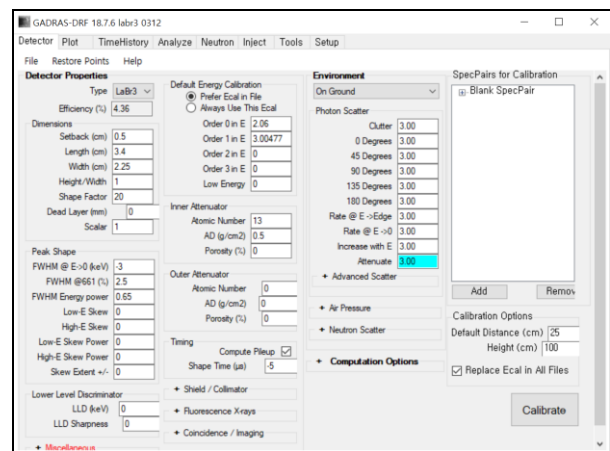 GADRAS-DRF 18.7.6 labr3 0312
Detector Plot TimeHistory Analyze Neutron Inject Tools Setup
File Restore Points Help
Detector Properties
Type LaBr3
Efficiency (%) 4.36
Dimensions
Setback (cm) 0.5
Length (cm) 3.4
Width (cm) 2.25
Height/Width 1
Shape Factor 20
Dead Layer (mm) 0
Scalar 1
Peak Shape
FWHM @ E->0 (keV) -3
FWHM @661 (%) 2.5
FWHM Energy power 0.65
Low-E Skew 0
High-E Skew 0
Low-E Skew Power 0
High-E Skew Power 0
Skew Extent +/- 0
Lower Level Discriminator
LLD (keV) 0
LLD Sharpness 0
+ Miscellaneous
Default Energy Calibration
Prefer Ecal in File
Always Use This Ecal
Order 0 in E 2.06
Order 1 in E 3.00477
Order 2 in E 0
Order 3 in E 0
Low Energy 0
Inner Attenuator
Atomic Number 13
AD (g/cm2) 0.5
Porosity (%) 0
Outer Attenuator
Atomic Number 0
AD (g/cm2) 0
Porosity (%) 0
Timing
Compute Pileup
Shape Time (µs) -5
+ Shield / Collimator
+ Fluorescence X-rays
+ Coincidence / Imaging
Environment
On Ground
Photon Scatter
Clutter 3.00
0 Degrees 3.00
45 Degrees 3.00
90 Degrees 3.00
135 Degrees 3.00
180 Degrees 3.00
Rate @ E ->Edge 3.00
Rate @ E ->0 3.00
Increase with E 3.00
Attenuate 3.00
+ Advanced Scatter
+ Air Pressure
+ Neutron Scatter
+ Computation Options
SpecPairs for Calibration
Blank SpecPair
Add Remov
Calibration Options
Default Distance (cm) 25
Height (cm) 100
Replace Ecal in All Files
Calibrate